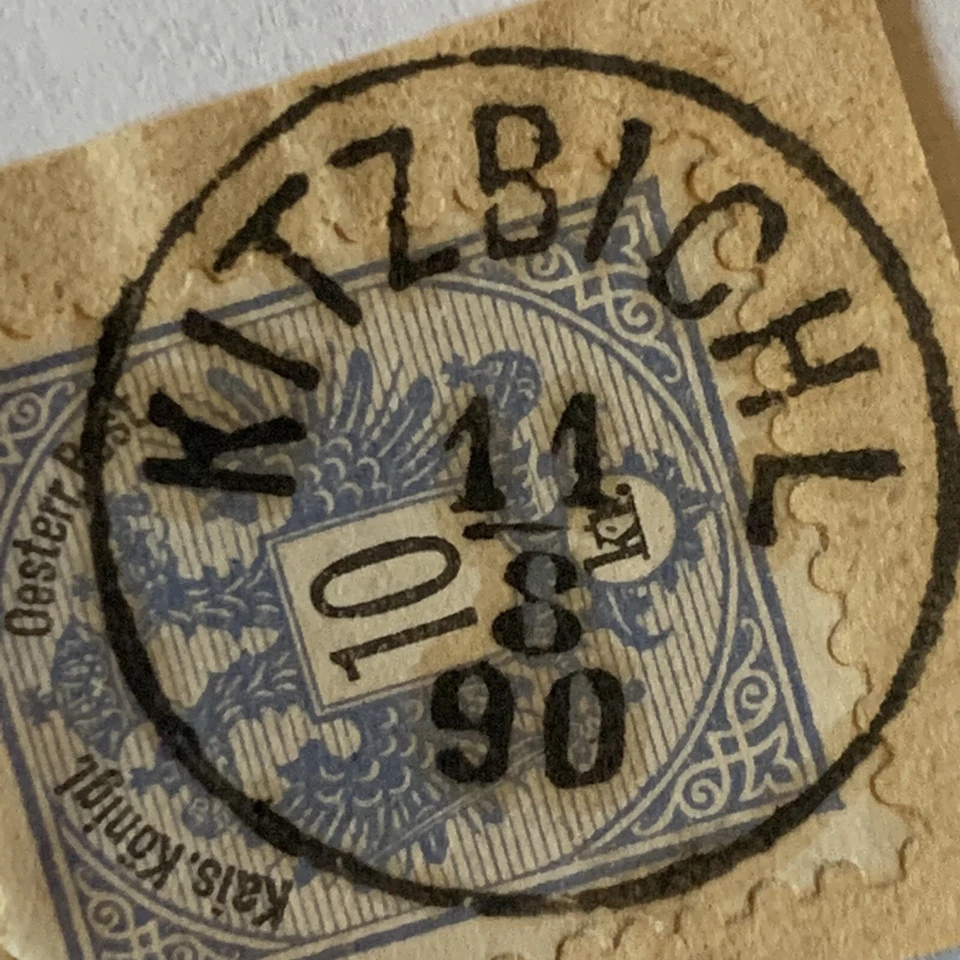 KITZBICHL
11
8
90
Kais. Königl.
Oesterr. Post
10
kr.